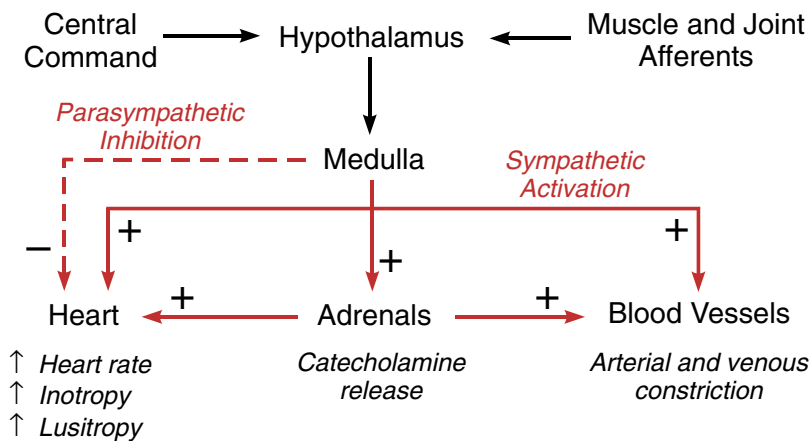 Central
Command
Hypothalamus
Muscle and Joint
Afferents
Parasympathetic
Inhibition
Medulla
Sympathetic
Activation
−
+
+
+
Heart
+
Adrenals
+
Blood Vessels
↑ Heart rate
↑ Inotropy
↑ Lusitropy
Catecholamine
release
Arterial and venous
constriction